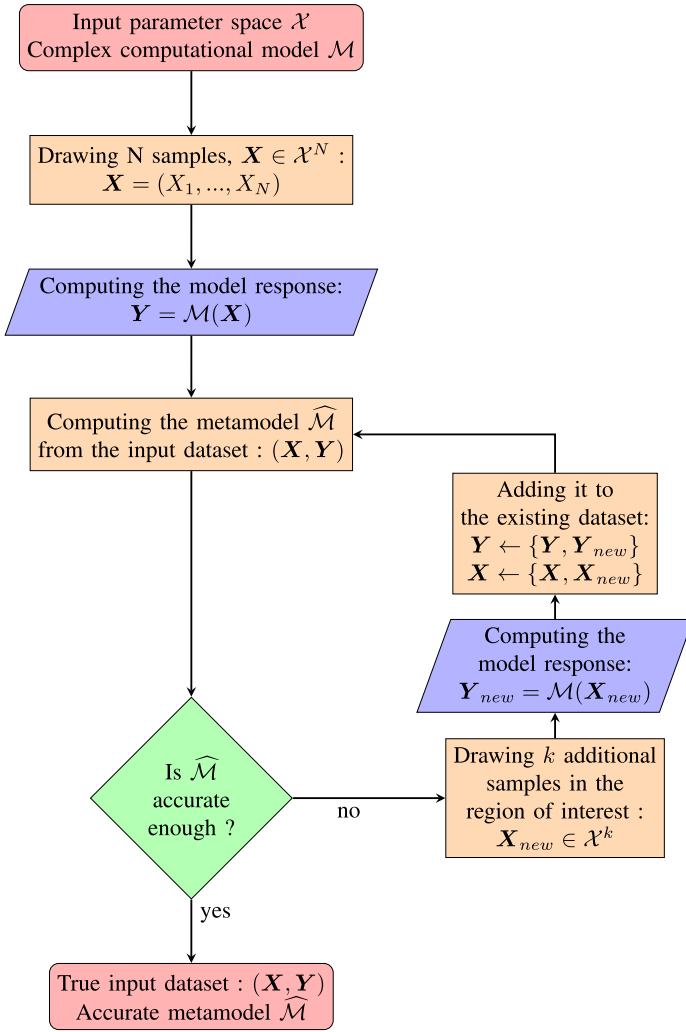 Input parameter space 𝒳
Complex computational model ℳ
Drawing N samples, 𝑿 ∈ 𝒳^N :
𝑿 = (X_1, ..., X_N)
Computing the model response:
𝒀 = ℳ(𝑿)
Computing the metamodel ℳ̂
from the input dataset : (𝑿, 𝒀)
Adding it to
the existing dataset:
𝒀 ← {𝒀, 𝒀_new}
𝑿 ← {𝑿, 𝑿_new}
Computing the
model response:
𝒀_new = ℳ(𝑿_new)
Drawing k additional
samples in the
region of interest :
𝑿_new ∈ 𝒳^k
Is ℳ̂
accurate
enough ?
no
yes
True input dataset : (𝑿, 𝒀)
Accurate metamodel ℳ̂